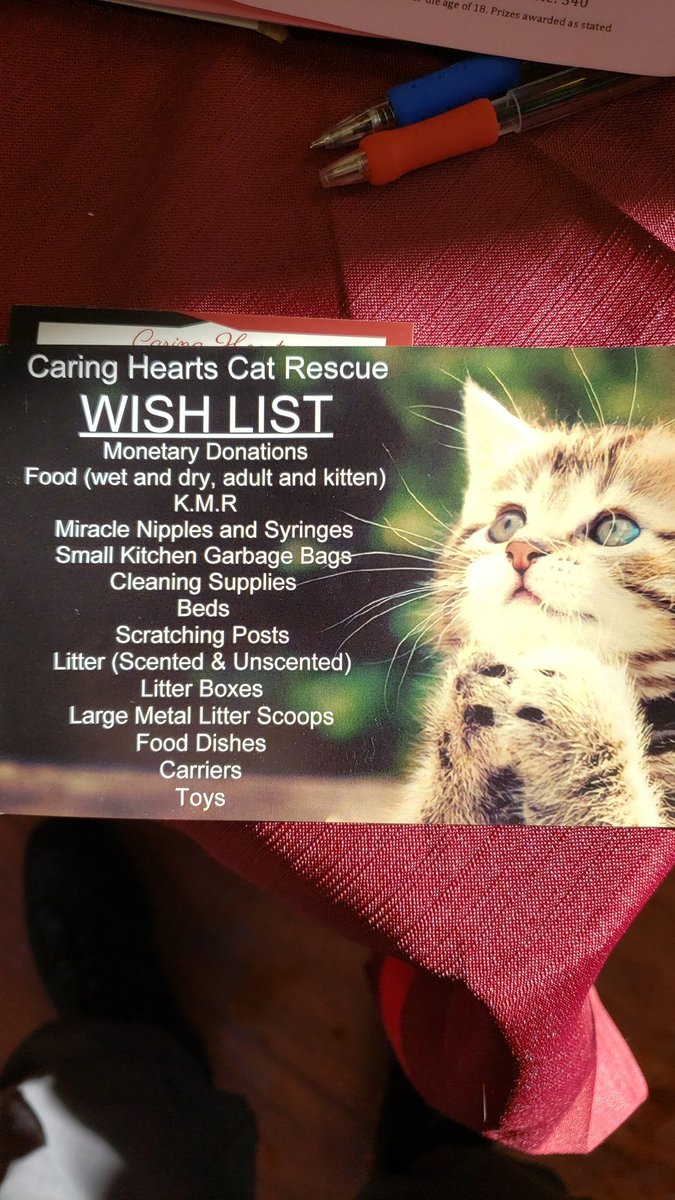 the age of 18. Prizes awarded as stated
Caring Hearts
Caring Hearts Cat Rescue
WISH LIST
Monetary Donations
Food (wet and dry, adult and kitten)
K.M.R
Miracle Nipples and Syringes
Small Kitchen Garbage Bags
Cleaning Supplies
Beds
Scratching Posts
Litter (Scented & Unscented)
Litter Boxes
Large Metal Litter Scoops
Food Dishes
Carriers
Toys